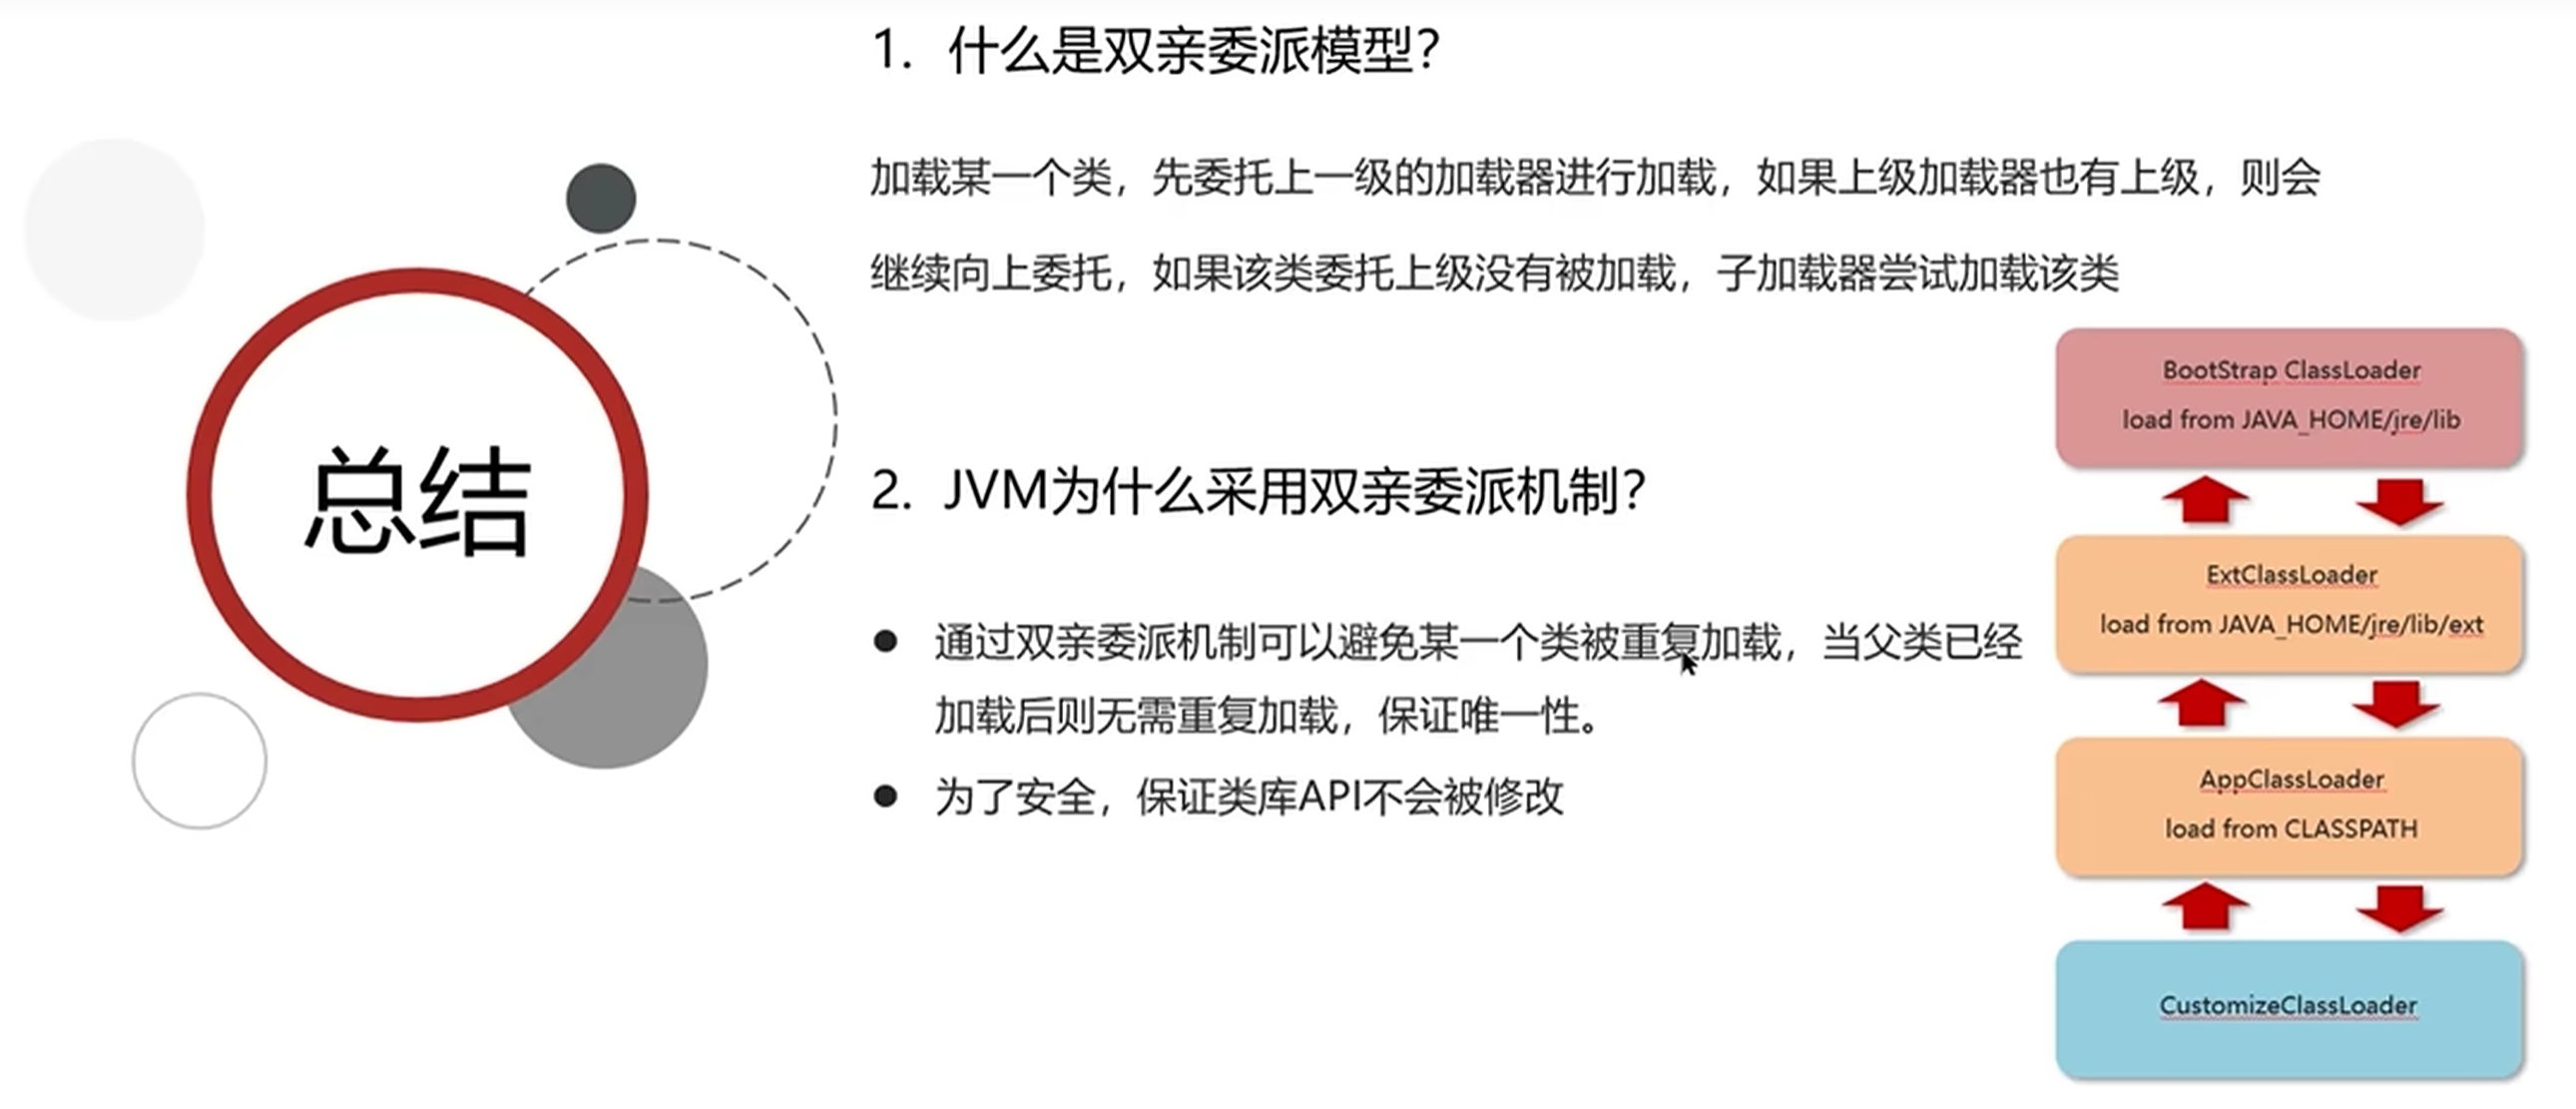 总结
1. 什么是双亲委派模型?
加载某一个类，先委托上一级的加载器进行加载，如果上级加载器也有上级，则会
继续向上委托，如果该类委托上级没有被加载，子加载器尝试加载该类
2. JVM为什么采用双亲委派机制?
● 通过双亲委派机制可以避免某一个类被重复加载，当父类已经
加载后则无需重复加载，保证唯一性。
● 为了安全，保证类库API不会被修改
BootStrap ClassLoader
load from JAVA_HOME/jre/lib
ExtClassLoader
load from JAVA_HOME/jre/lib/ext
AppClassLoader
load from CLASSPATH
CustomizeClassLoader